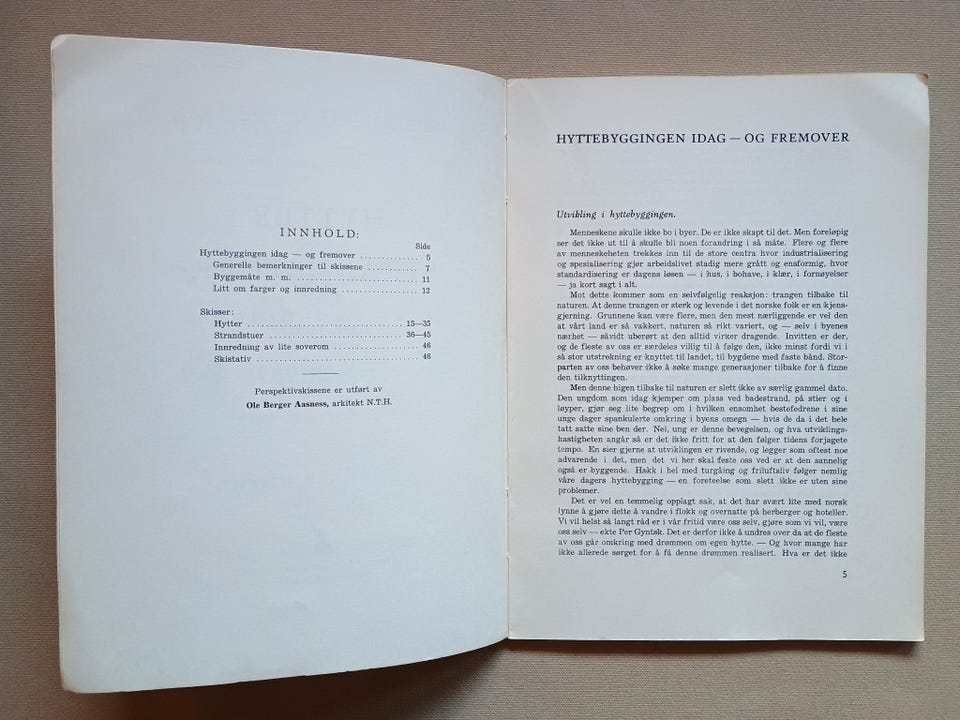 INNHOLD:
Side
Hyttebyggingen idag — og fremover . . . . . . . . . . . . 5
Generelle bemerkninger til skissene . . . . . . . . . . . 7
Byggemåte m. m. . . . . . . . . . . . . . . . . . . . . . . . . . . . 11
Litt om farger og innredning . . . . . . . . . . . . . . . . . 12
Skisser:
Hytter . . . . . . . . . . . . . . . . . . . . . . . . . . . . . . . . . . 15—35
Strandstuer . . . . . . . . . . . . . . . . . . . . . . . . . . . . . 36—45
Innredning av lite soverom . . . . . . . . . . . . . . . . . . 46
Skistativ . . . . . . . . . . . . . . . . . . . . . . . . . . . . . . . . 46
Perspektivskissene er utført av
Ole Berger Aasness, arkitekt N.T.H.
HYTTEBYGGINGEN IDAG — OG FREMOVER
Utvikling i hyttebyggingen.
Menneskene skulle ikke bo i byer. De er ikke skapt til det. Men foreløpig
ser det ikke ut til å skulle bli noen forandring i så måte. Flere og flere
av menneskeheten trekkes inn til de store centra hvor industrialisering
og spesialisering gjør arbeidslivet stadig mere grått og ensformig, hvor
standardisering er dagens løsen — i hus, i bohave, i klær, i fornøyelser
— ja kort sagt i alt.
Mot dette kommer som en selvfølgelig reaksjon: trangen tilbake til
naturen. At denne trangen er sterk og levende i det norske folk er en kjens-
gjerning. Grunnene kan være flere, men den mest nærliggende er vel den
at vårt land er så vakkert, naturen så rikt variert, og — selv i byenes
nærhet — såvidt uberørt at den alltid virker dragende. Invitten er der,
og de fleste av oss er særdeles villig til å følge den, ikke minst fordi vi i
så stor utstrekning er knyttet til landet, til bygdene med faste bånd. Stor-
parten av oss behøver ikke å søke mange generasjoner tilbake for å finne
den tilknyttingen.
Men denne higen tilbake til naturen er slett ikke av særlig gammel dato.
Den ungdom som idag kjemper om plass ved badestrand, på stier og i
løyper, gjør seg lite begrep om i hvilken ensomhet bestefedrene i sine
unge dager spankulerte omkring i byens omegn — hvis de da i det hele
tatt satte sine ben der. Nei, ung er denne bevegelsen, og hva utviklings-
hastigheten angår så er det ikke fritt for at den følger tidens forjagete
tempo. En sier gjerne at utviklingen er rivende, og legger som oftest noe
advarende i det, men det vi her skal feste oss ved er at den sannelig
også er byggende. Hakk i hel med turgåing og friluftsliv følger nemlig
våre dagers hyttebygging — en foreteelse som slett ikke er uten sine
problemer.
Det er vel en temmelig opplagt sak, at det har svært lite med norsk
lynne å gjøre dette å vandre i flokk og overnatte på herberger og hoteller.
Vi vil helst så langt råd er i vår fritid være oss selv, gjøre som vi vil, være
oss selv — ekte Per Gyntsk. Det er derfor ikke å undres over da at de fleste
av oss går omkring med drømmen om egen hytte. — Og hvor mange har
ikke allerede sørget for å få denne drømmen realisert. Hva er det ikke
5